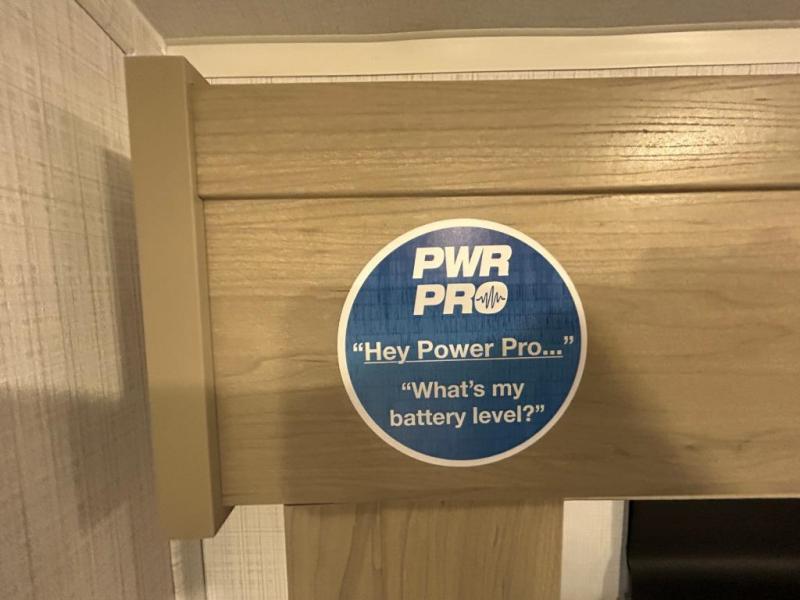 PWR
PRO
“Hey Power Pro...”
“What's my
battery level?”